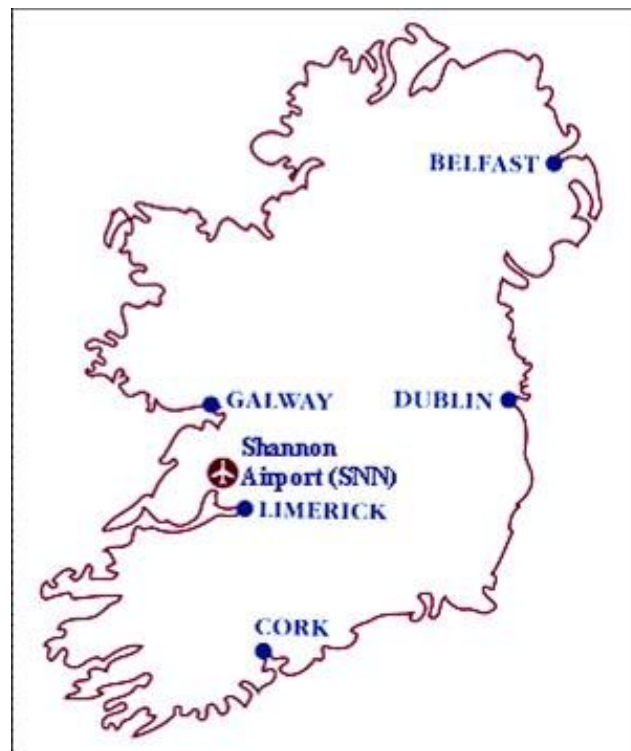 BELFAST
GALWAY
DUBLIN
Shannon
Airport (SNN)
LIMERICK
CORK